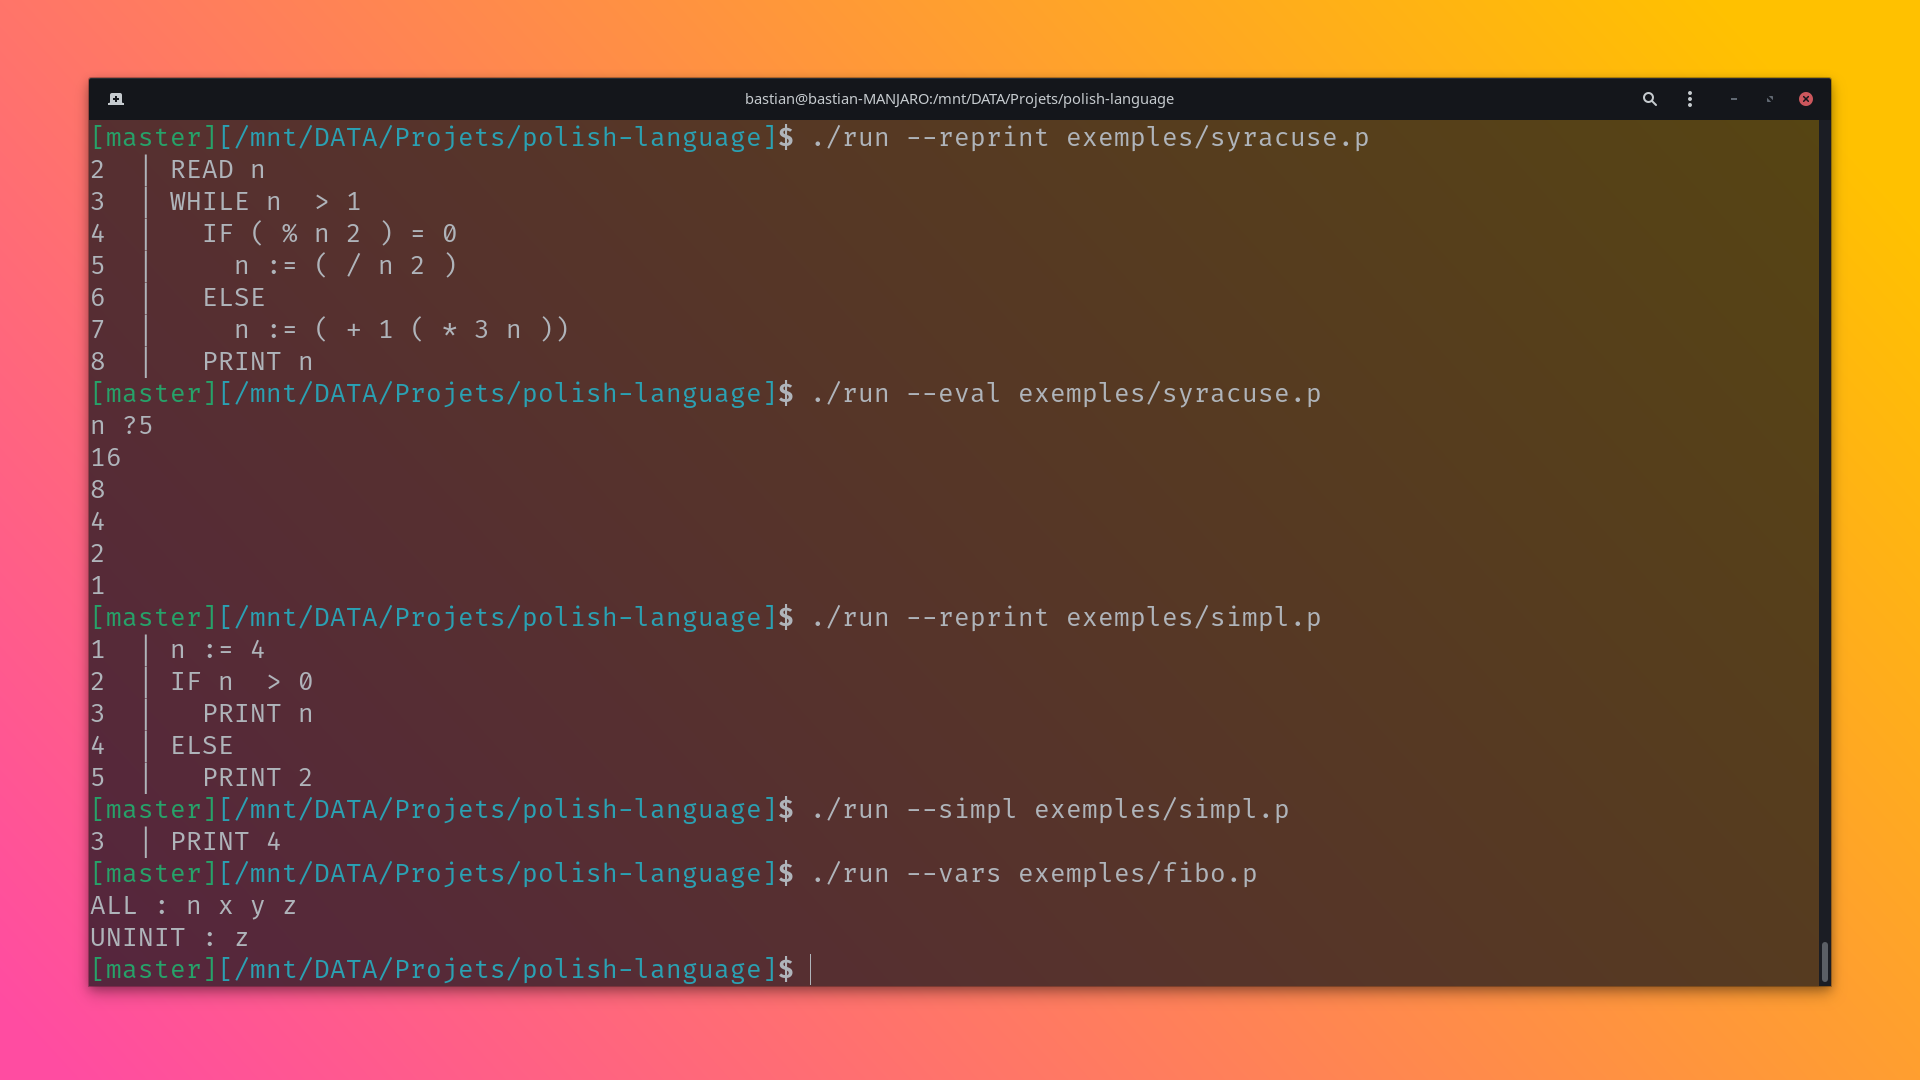 bastian@bastian-MANJARO:/mnt/DATA/Projets/polish-language
[master][/mnt/DATA/Projets/polish-language]$ ./run --reprint exemples/syracuse.p
2  | READ n
3  | WHILE n  > 1
4  |   IF ( % n 2 ) = 0
5  |     n := ( / n 2 )
6  |   ELSE
7  |     n := ( + 1 ( * 3 n ))
8  |   PRINT n
[master][/mnt/DATA/Projets/polish-language]$ ./run --eval exemples/syracuse.p
n ?5
16
8
4
2
1
[master][/mnt/DATA/Projets/polish-language]$ ./run --reprint exemples/simpl.p
1  | n := 4
2  | IF n  > 0
3  |   PRINT n
4  | ELSE
5  |   PRINT 2
[master][/mnt/DATA/Projets/polish-language]$ ./run --simpl exemples/simpl.p
3  | PRINT 4
[master][/mnt/DATA/Projets/polish-language]$ ./run --vars exemples/fibo.p
ALL : n x y z
UNINIT : z
[master][/mnt/DATA/Projets/polish-language]$